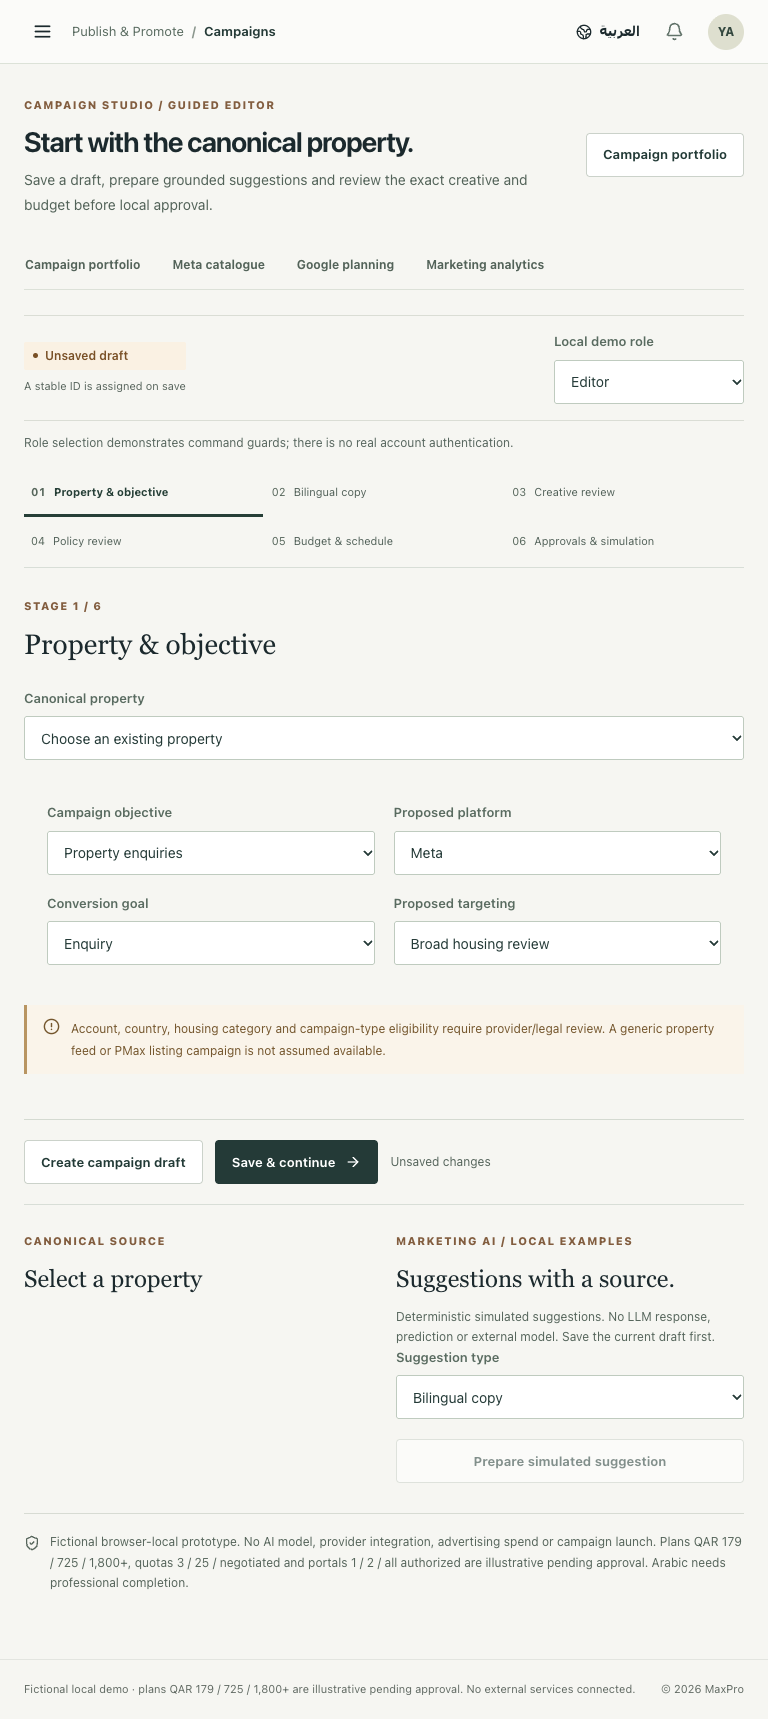 Publish & Promote / Campaigns
العربية
YA
CAMPAIGN STUDIO / GUIDED EDITOR
Start with the canonical property.
Save a draft, prepare grounded suggestions and review the exact creative and
budget before local approval.
Campaign portfolio
Campaign portfolio
Meta catalogue
Google planning
Marketing analytics
Unsaved draft
A stable ID is assigned on save
Local demo role
Editor
Role selection demonstrates command guards; there is no real account authentication.
01 Property & objective
02 Bilingual copy
03 Creative review
04 Policy review
05 Budget & schedule
06 Approvals & simulation
STAGE 1 / 6
Property & objective
Canonical property
Choose an existing property
Campaign objective
Property enquiries
Proposed platform
Meta
Conversion goal
Enquiry
Proposed targeting
Broad housing review
Account, country, housing category and campaign-type eligibility require provider/legal review. A generic property
feed or PMax listing campaign is not assumed available.
Create campaign draft
Save & continue
Unsaved changes
CANONICAL SOURCE
Select a property
MARKETING AI / LOCAL EXAMPLES
Suggestions with a source.
Deterministic simulated suggestions. No LLM response,
prediction or external model. Save the current draft first.
Suggestion type
Bilingual copy
Prepare simulated suggestion
Fictional browser-local prototype. No AI model, provider integration, advertising spend or campaign launch. Plans QAR 179
/ 725 / 1,800+, quotas 3 / 25 / negotiated and portals 1 / 2 / all authorized are illustrative pending approval. Arabic needs
professional completion.
Fictional local demo · plans QAR 179 / 725 / 1,800+ are illustrative pending approval. No external services connected.
© 2026 MaxPro